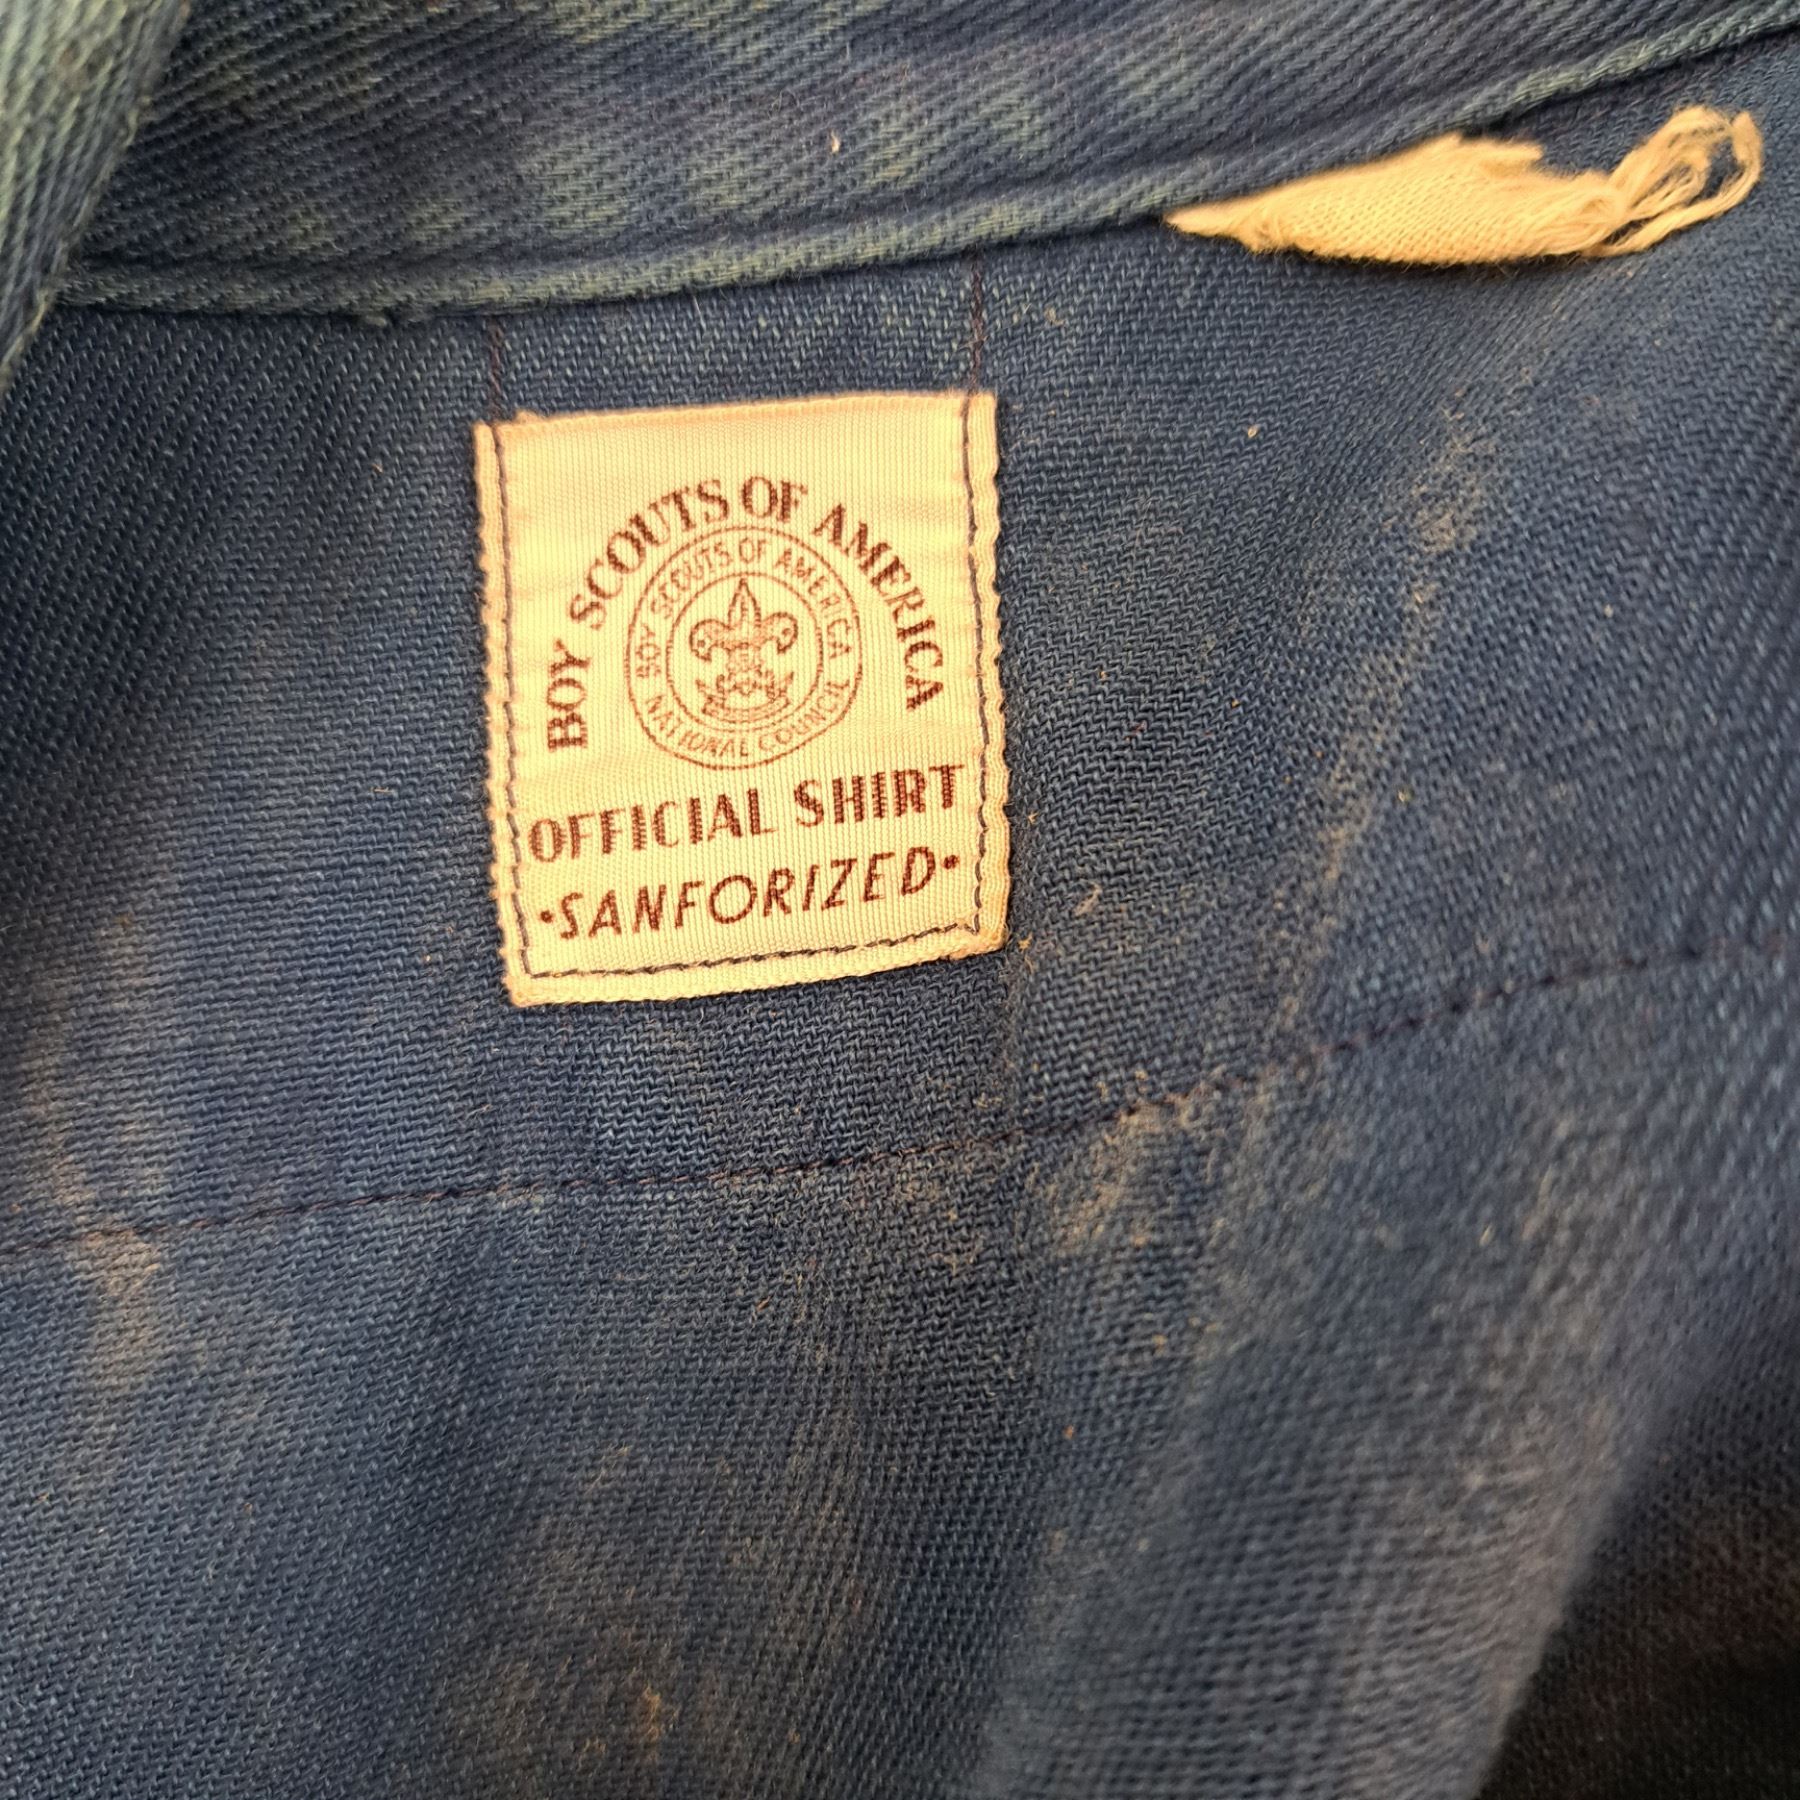 BOY SCOUTS OF AMERICA
BOY SCOUTS OF AMERICA
NATIONAL COUNCIL
OFFICIAL SHIRT
•SANFORIZED•